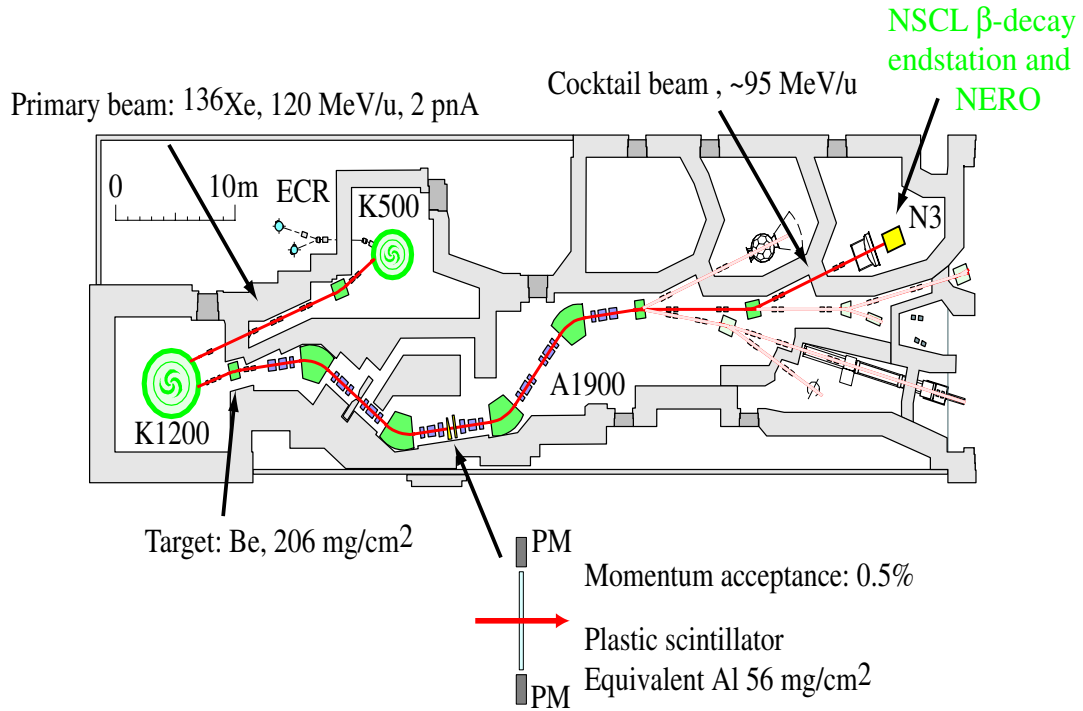 NSCL β-decay
endstation and
NERO
Cocktail beam , ~95 MeV/u
Primary beam: 136Xe, 120 MeV/u, 2 pnA
0 10m
ECR
K500
N3
A1900
K1200
Target: Be, 206 mg/cm2
PM
Momentum acceptance: 0.5%
Plastic scintillator
Equivalent Al 56 mg/cm2
PM